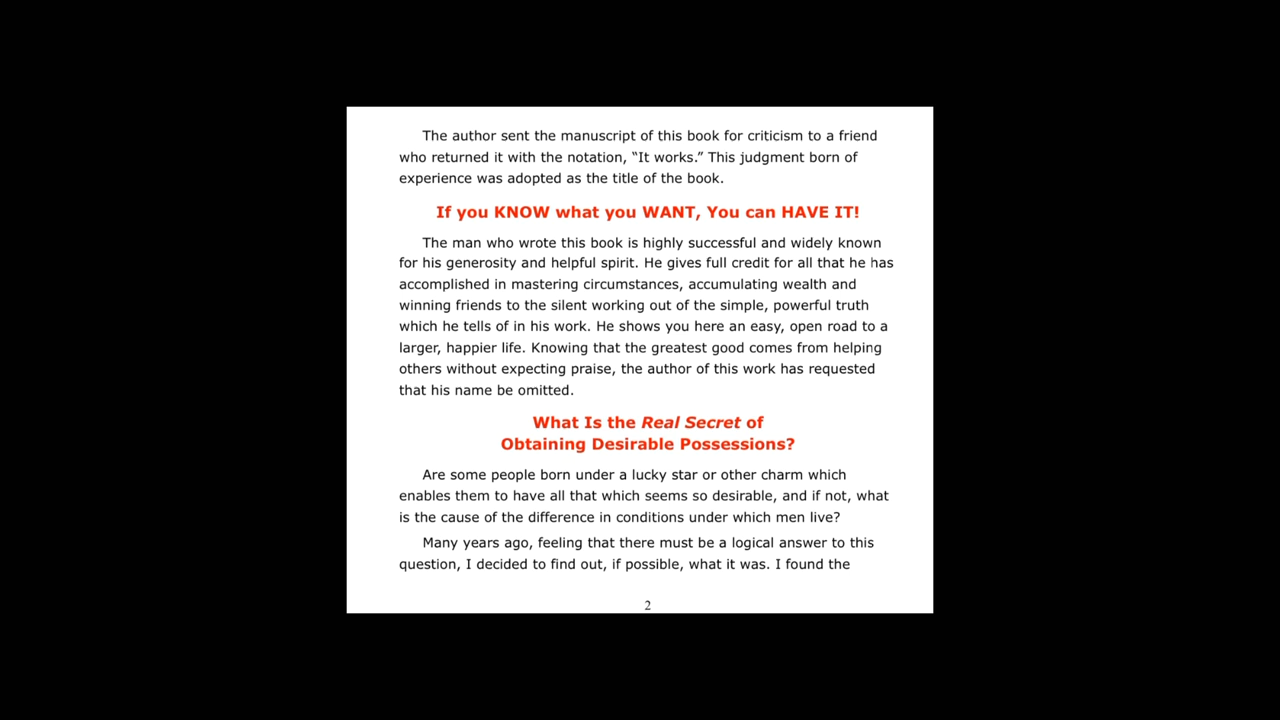 The author sent the manuscript of this book for criticism to a friend
who returned it with the notation, “It works.” This judgment born of
experience was adopted as the title of the book.
If you KNOW what you WANT, You can HAVE IT!
The man who wrote this book is highly successful and widely known
for his generosity and helpful spirit. He gives full credit for all that he has
accomplished in mastering circumstances, accumulating wealth and
winning friends to the silent working out of the simple, powerful truth
which he tells of in his work. He shows you here an easy, open road to a
larger, happier life. Knowing that the greatest good comes from helping
others without expecting praise, the author of this work has requested
that his name be omitted.
What Is the Real Secret of
Obtaining Desirable Possessions?
Are some people born under a lucky star or other charm which
enables them to have all that which seems so desirable, and if not, what
is the cause of the difference in conditions under which men live?
Many years ago, feeling that there must be a logical answer to this
question, I decided to find out, if possible, what it was. I found the
2